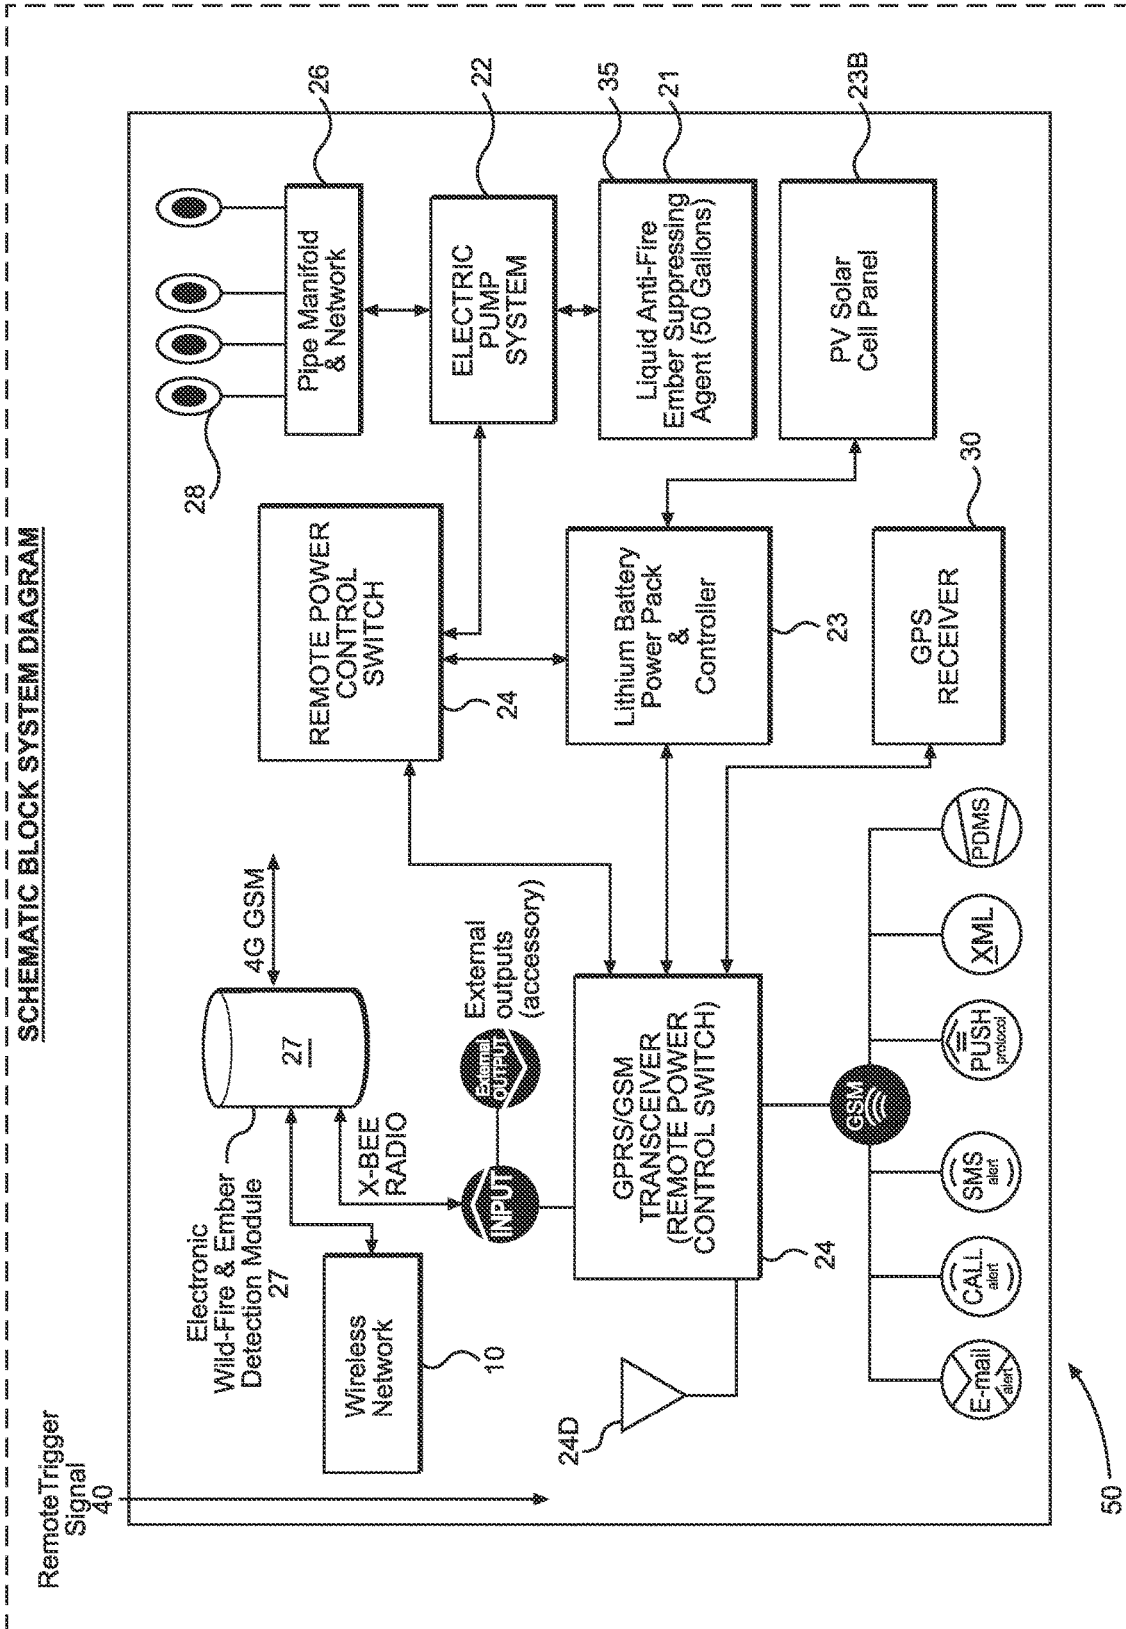 SCHEMATIC BLOCK SYSTEM DIAGRAM
RemoteTrigger
Signal
40
Electronic
Wild-Fire & Ember
Detection Module
27
27
4G GSM
X-BEE
RADIO
Wireless
Network
10
INPUT
External
OUTPUT
External
outputs
(accessory)
REMOTE POWER
CONTROL
SWITCH
24
28
Pipe Manifold
& Network
26
ELECTRIC
PUMP
SYSTEM
22
Liquid Anti-Fire
Ember Suppressing
Agent (50 Gallons)
35
21
PV Solar
Cell Panel
23B
Lithium Battery
Power Pack
&
Controller
23
GPS
RECEIVER
30
GPRS/GSM
TRANSCEIVER
(REMOTE POWER
CONTROL SWITCH)
24
24D
GSM
E-mail
alert
CALL
alert
SMS
alert
PUSH
protocol
XML
PDMS
50